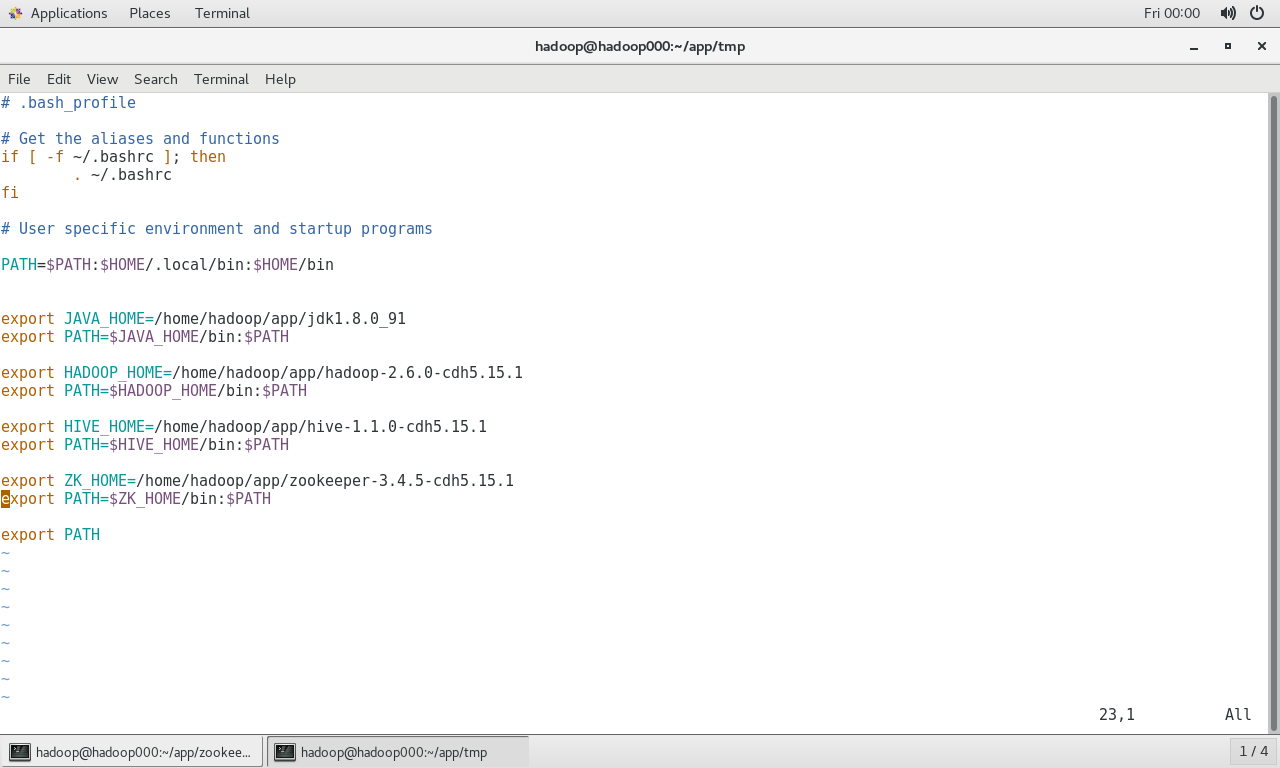 Applications Places Terminal Fri 00:00
hadoop@hadoop000:~/app/tmp
File Edit View Search Terminal Help
# .bash_profile
# Get the aliases and functions
if [ -f ~/.bashrc ]; then
. ~/.bashrc
fi
# User specific environment and startup programs
PATH=$PATH:$HOME/.local/bin:$HOME/bin
export JAVA_HOME=/home/hadoop/app/jdk1.8.0_91
export PATH=$JAVA_HOME/bin:$PATH
export HADOOP_HOME=/home/hadoop/app/hadoop-2.6.0-cdh5.15.1
export PATH=$HADOOP_HOME/bin:$PATH
export HIVE_HOME=/home/hadoop/app/hive-1.1.0-cdh5.15.1
export PATH=$HIVE_HOME/bin:$PATH
export ZK_HOME=/home/hadoop/app/zookeeper-3.4.5-cdh5.15.1
export PATH=$ZK_HOME/bin:$PATH
export PATH
~
~
~
~
~
~
~
~
~
23,1 All
hadoop@hadoop000:~/app/zookee... hadoop@hadoop000:~/app/tmp 1 / 4